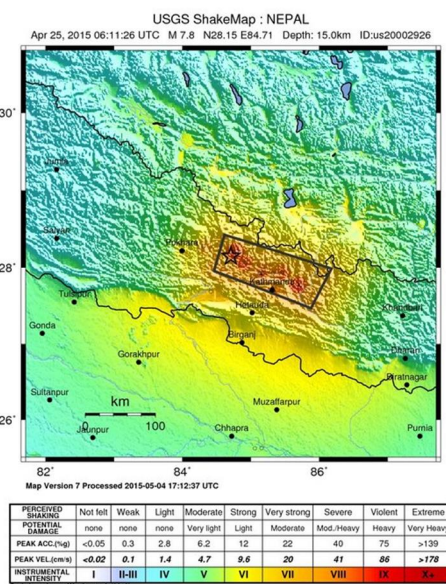 USGS ShakeMap : NEPAL
Apr 25, 2015 06:11:26 UTC M 7.8 N28.15 E84.71 Depth: 15.0km ID:us20002926
30˚
Jumla
Salyan
Pokhara
28˚
Kathmandu
Tulsipur
Hetauda
Gonda
Birganj
Dharan
Gorakhpur
Biratnagar
Sultanpur
km
Muzaffarpur
0 100
26˚
Jaunpur
Chhapra
Purnia
82˚ 84˚ 86˚
Map Version 7 Processed 2015-05-04 17:12:37 UTC
PERCEIVED SHAKING Not felt Weak Light Moderate Strong Very strong Severe Violent Extreme
POTENTIAL DAMAGE none none none Very light Light Moderate Mod./Heavy Heavy Very Heavy
PEAK ACC.(%g) <0.05 0.3 2.8 6.2 12 22 40 75 >139
PEAK VEL.(cm/s) <0.02 0.1 1.4 4.7 9.6 20 41 86 >178
INSTRUMENTAL INTENSITY I II-III IV V VI VII VIII IX X+